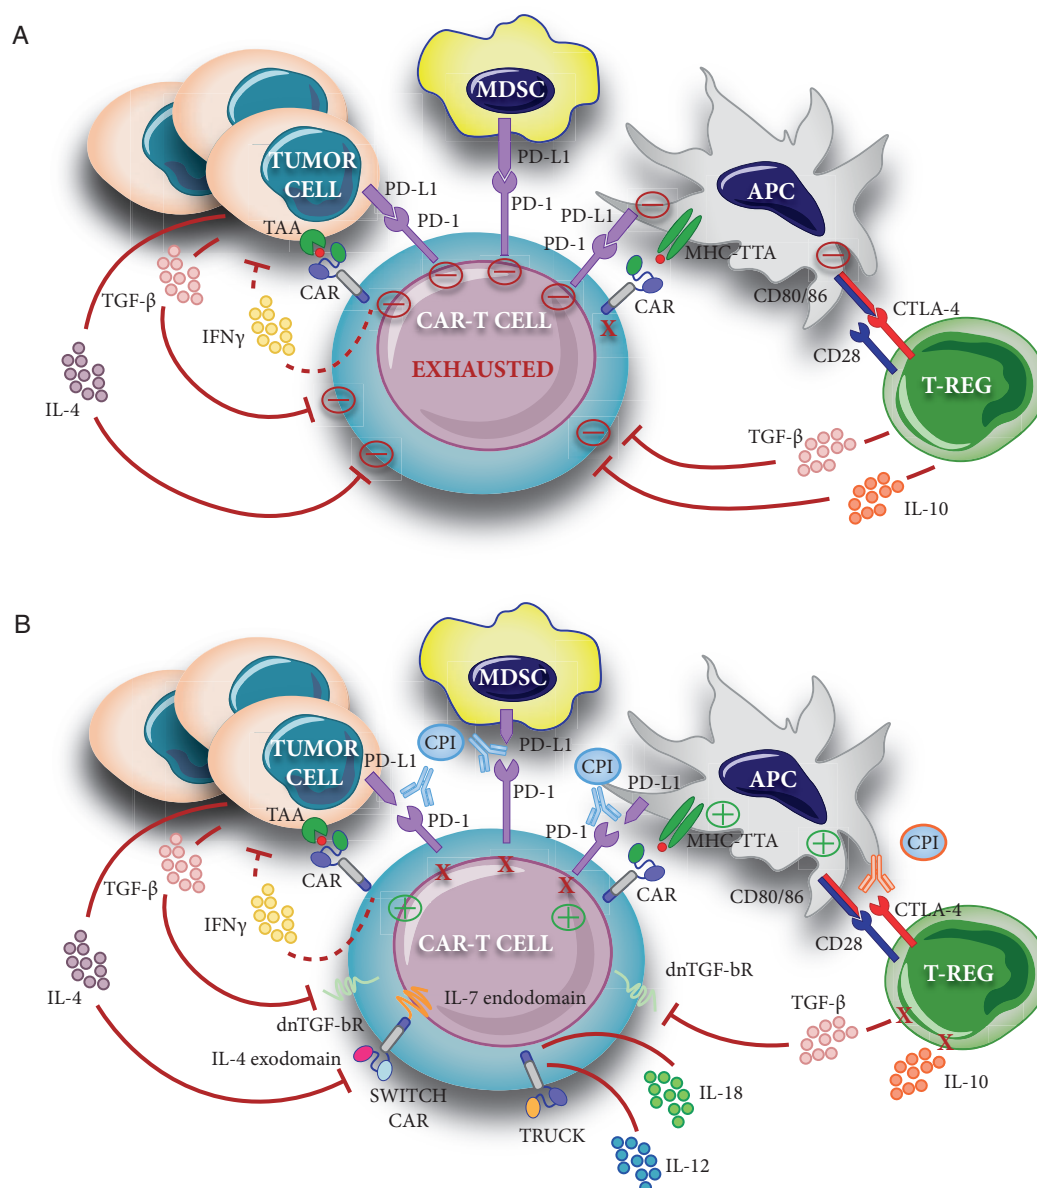 A
MDSC
TUMOR
CELL
PD-L1
PD-L1
APC
PD-1
PD-1
PD-L1
TAA
PD-1
MHC-TTA
TGF-β
CAR
CAR
CD80/86
CTLA-4
IFNγ
CAR-T CELL
X
CD28
EXHAUSTED
T-REG
IL-4
TGF-β
IL-10
B
MDSC
CPI
TUMOR
CELL
PD-L1
PD-L1
CPI
APC
PD-L1
PD-1
TAA
PD-1
PD-1
MHC-TTA
CPI
X
X
X
CAR
CAR
TGF-β
CD80/86
CTLA-4
IFNγ
CAR-T CELL
CD28
dnTGF-bR
T-REG
IL-4
IL-7 endodomain
TGF-β
X
dnTGF-bR
X
IL-4 exodomain
IL-10
SWITCH
CAR
IL-18
TRUCK
IL-12